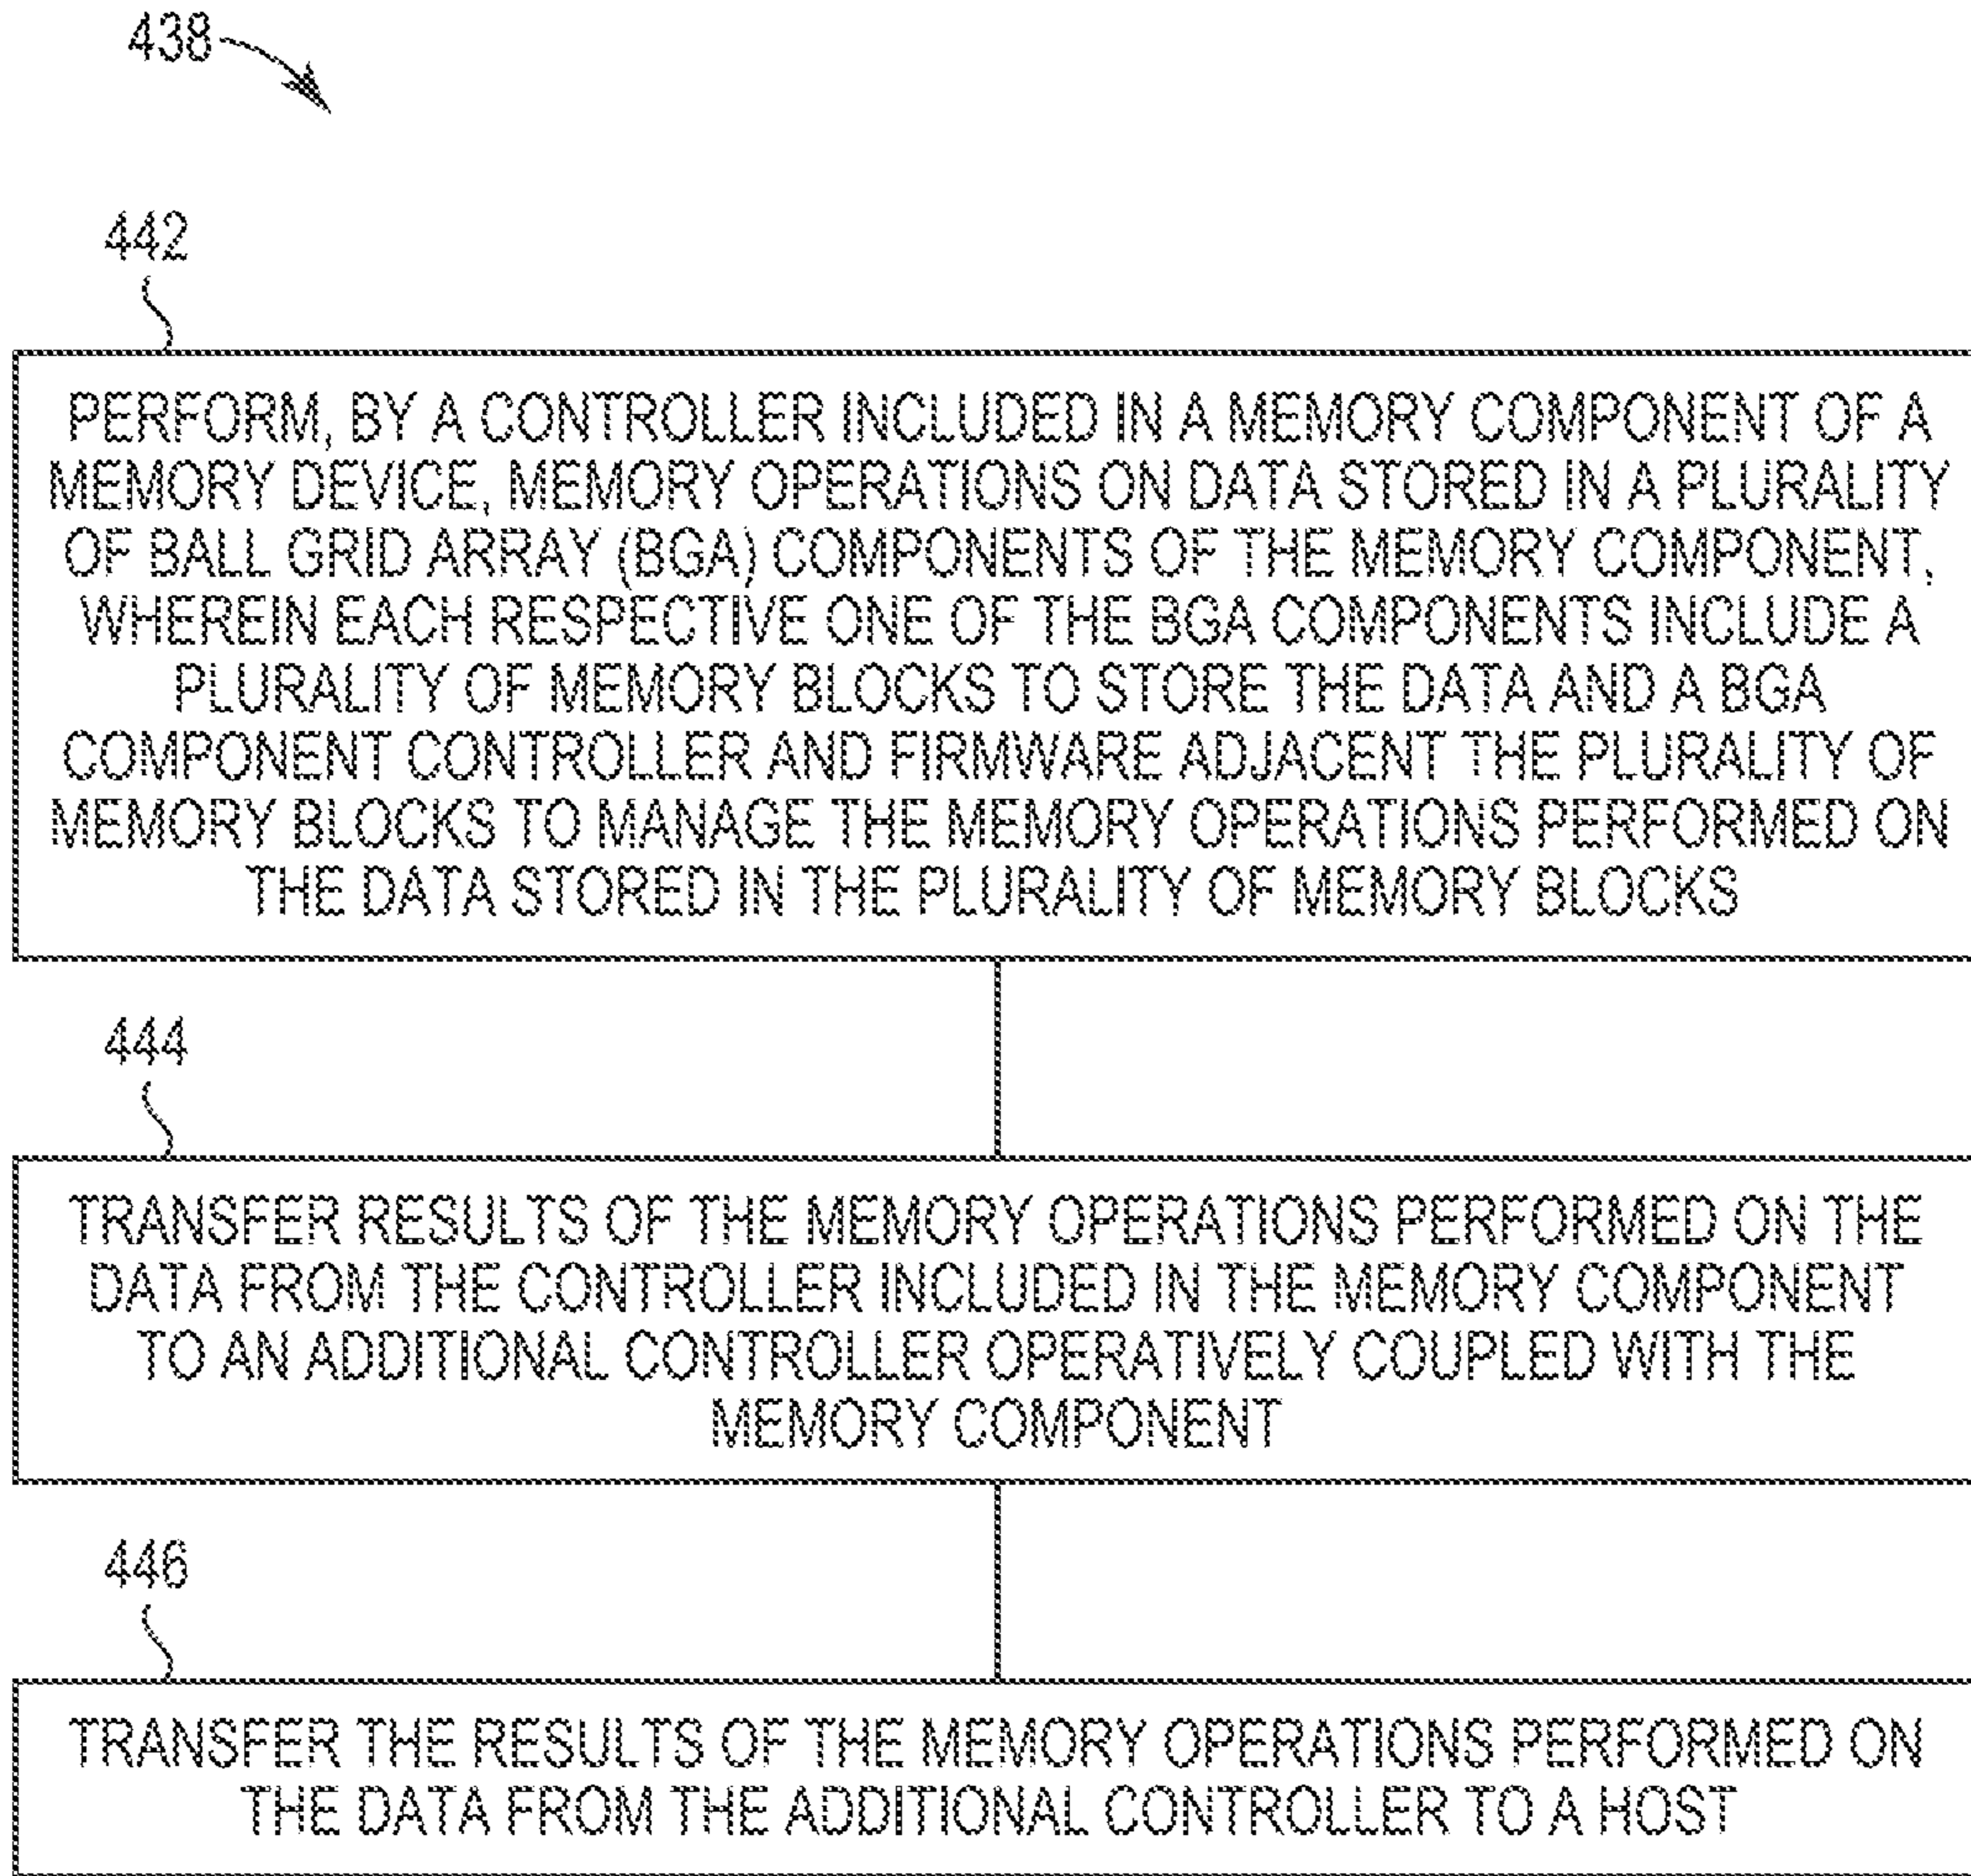 438
442
PERFORM, BY A CONTROLLER INCLUDED IN A MEMORY COMPONENT OF A
MEMORY DEVICE, MEMORY OPERATIONS ON DATA STORED IN A PLURALITY
OF BALL GRID ARRAY (BGA) COMPONENTS OF THE MEMORY COMPONENT,
WHEREIN EACH RESPECTIVE ONE OF THE BGA COMPONENTS INCLUDE A
PLURALITY OF MEMORY BLOCKS TO STORE THE DATA AND A BGA
COMPONENT CONTROLLER AND FIRMWARE ADJACENT THE PLURALITY OF
MEMORY BLOCKS TO MANAGE THE MEMORY OPERATIONS PERFORMED ON
THE DATA STORED IN THE PLURALITY OF MEMORY BLOCKS
444
TRANSFER RESULTS OF THE MEMORY OPERATIONS PERFORMED ON THE
DATA FROM THE CONTROLLER INCLUDED IN THE MEMORY COMPONENT
TO AN ADDITIONAL CONTROLLER OPERATIVELY COUPLED WITH THE
MEMORY COMPONENT
446
TRANSFER THE RESULTS OF THE MEMORY OPERATIONS PERFORMED ON
THE DATA FROM THE ADDITIONAL CONTROLLER TO A HOST